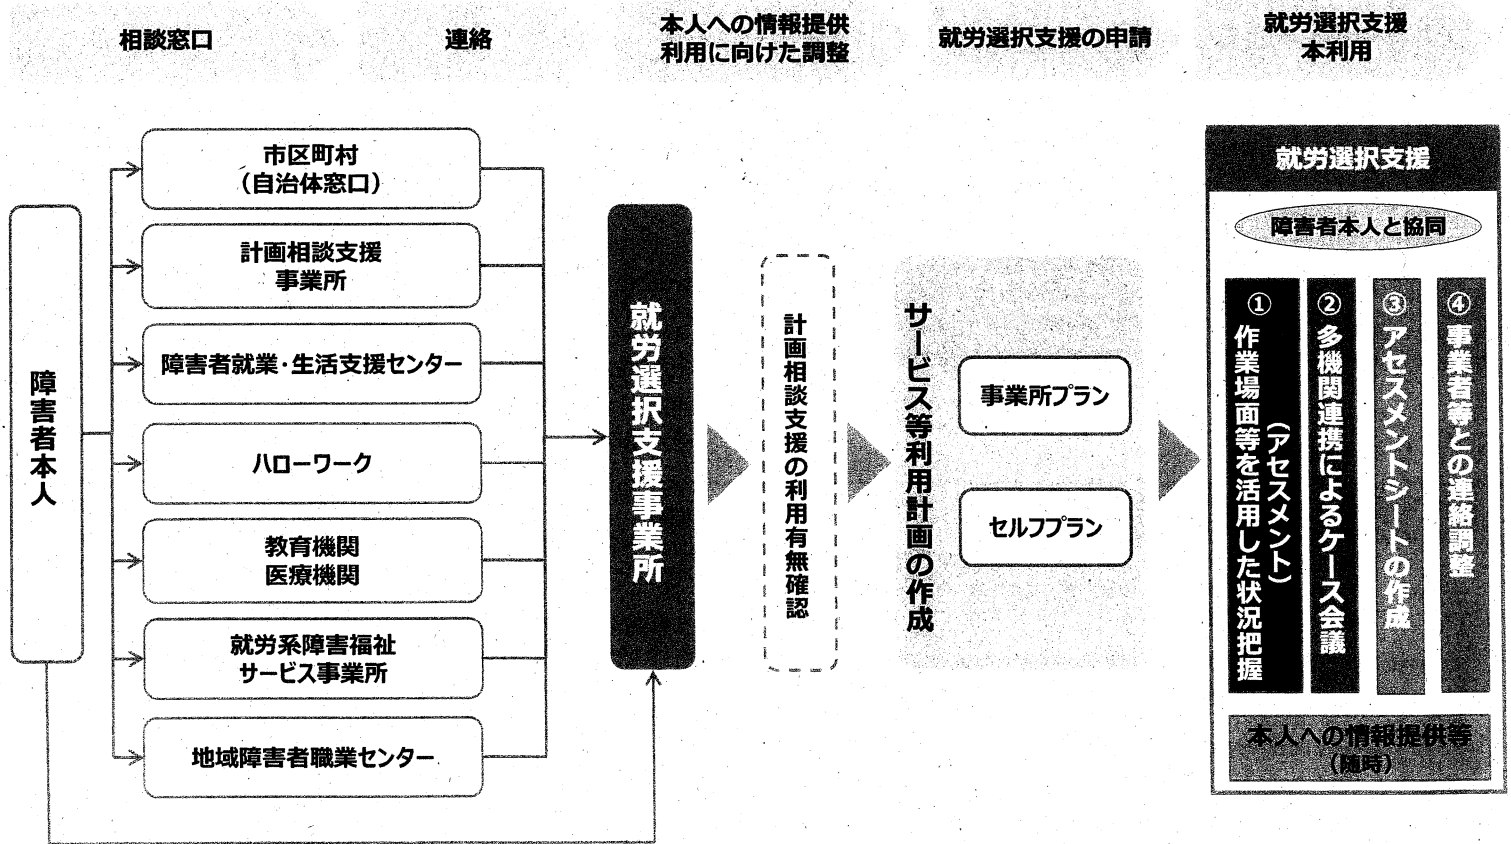 相談窓口
連絡
本人への情報提供
利用に向けた調整
就労選択支援の申請
就労選択支援
本利用
障害者本人
市区町村
（自治体窓口）
計画相談支援
事業所
障害者就業・生活支援センター
ハローワーク
教育機関
医療機関
就労系障害福祉
サービス事業所
地域障害者職業センター
就労選択支援事業所
計画相談支援の利用有無確認
サービス等利用計画の作成
事業所プラン
セルフプラン
就労選択支援
障害者本人と協同
①作業場面等を活用した状況把握
（アセスメント）
②多機関連携によるケース会議
③アセスメントシートの作成
④事業者等との連絡調整
本人への情報提供等
（随時）